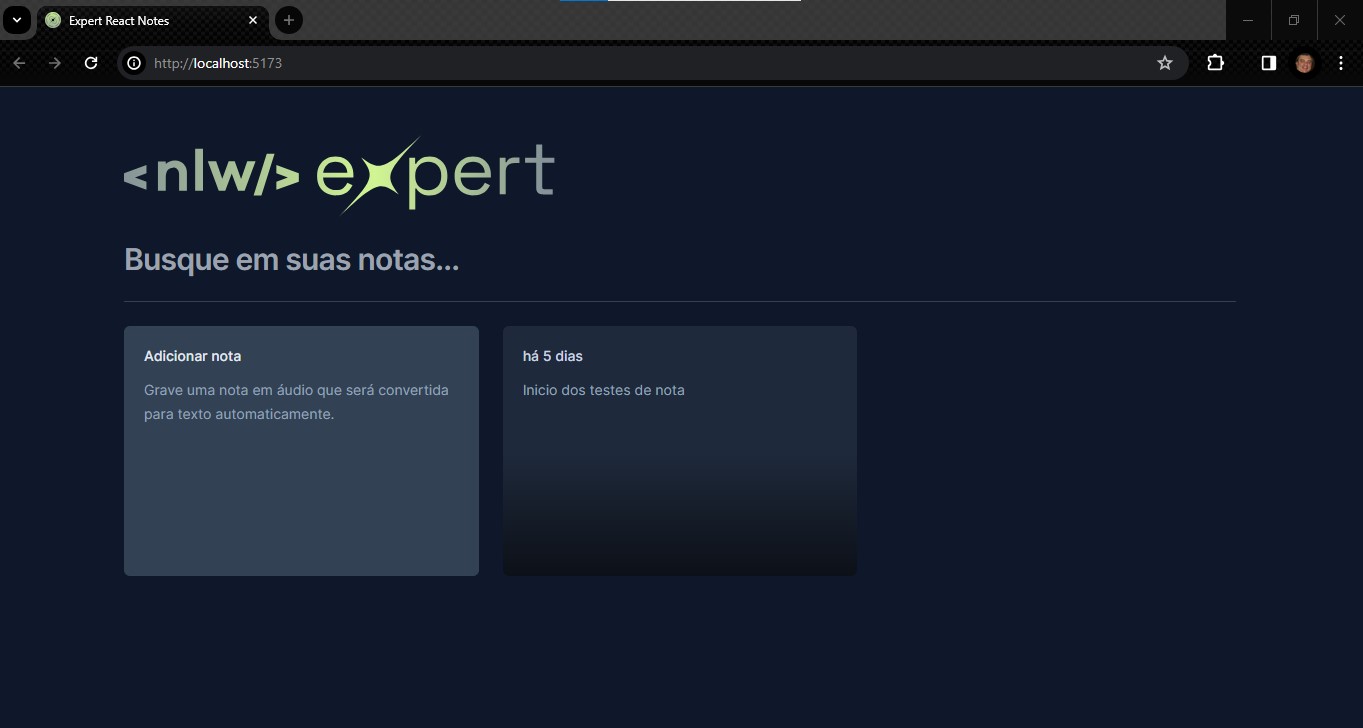 Expert React Notes
http://localhost:5173
<nlw/> expert
Busque em suas notas...
Adicionar nota
Grave uma nota em áudio que será convertida
para texto automaticamente.
há 5 dias
Inicio dos testes de nota